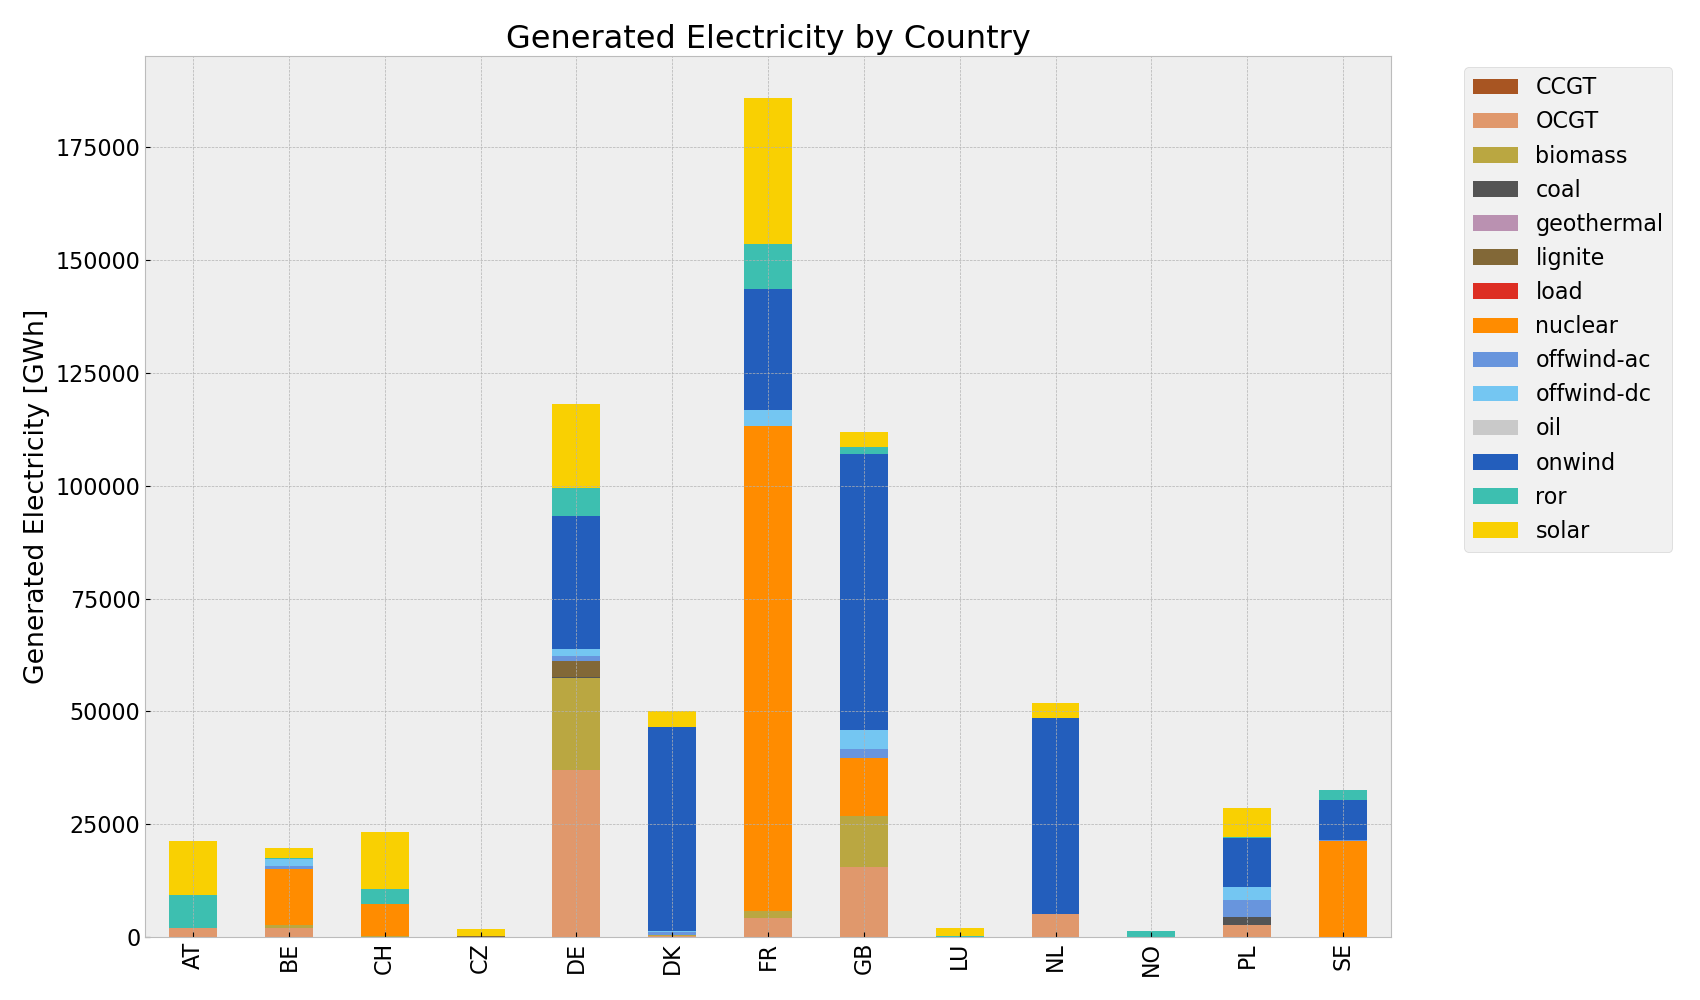 Generated Electricity by Country
Generated Electricity [GWh]
175000
150000
125000
100000
75000
50000
25000
0
AT
BE
CH
CZ
DE
DK
FR
GB
LU
NL
NO
PL
SE
CCGT
OCGT
biomass
coal
geothermal
lignite
load
nuclear
offwind-ac
offwind-dc
oil
onwind
ror
solar